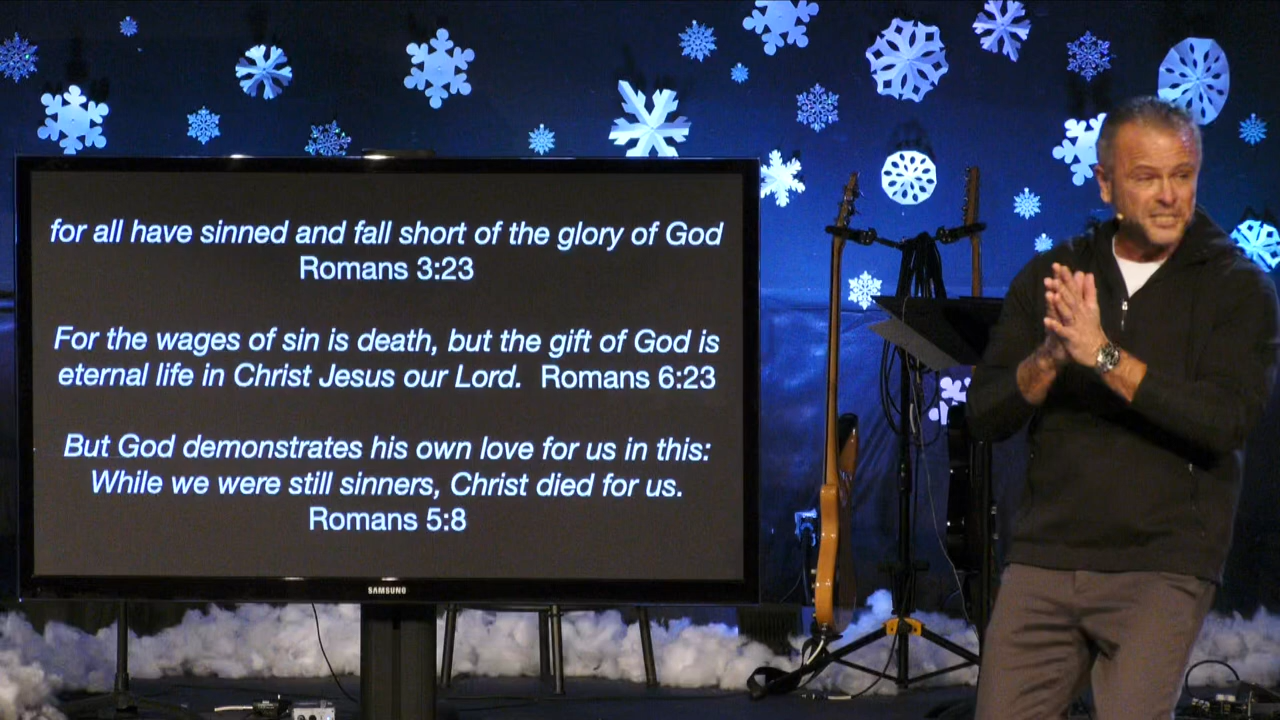 for all have sinned and fall short of the glory of God
Romans 3:23
For the wages of sin is death, but the gift of God is
eternal life in Christ Jesus our Lord. Romans 6:23
But God demonstrates his own love for us in this:
While we were still sinners, Christ died for us.
Romans 5:8
SAMSUNG